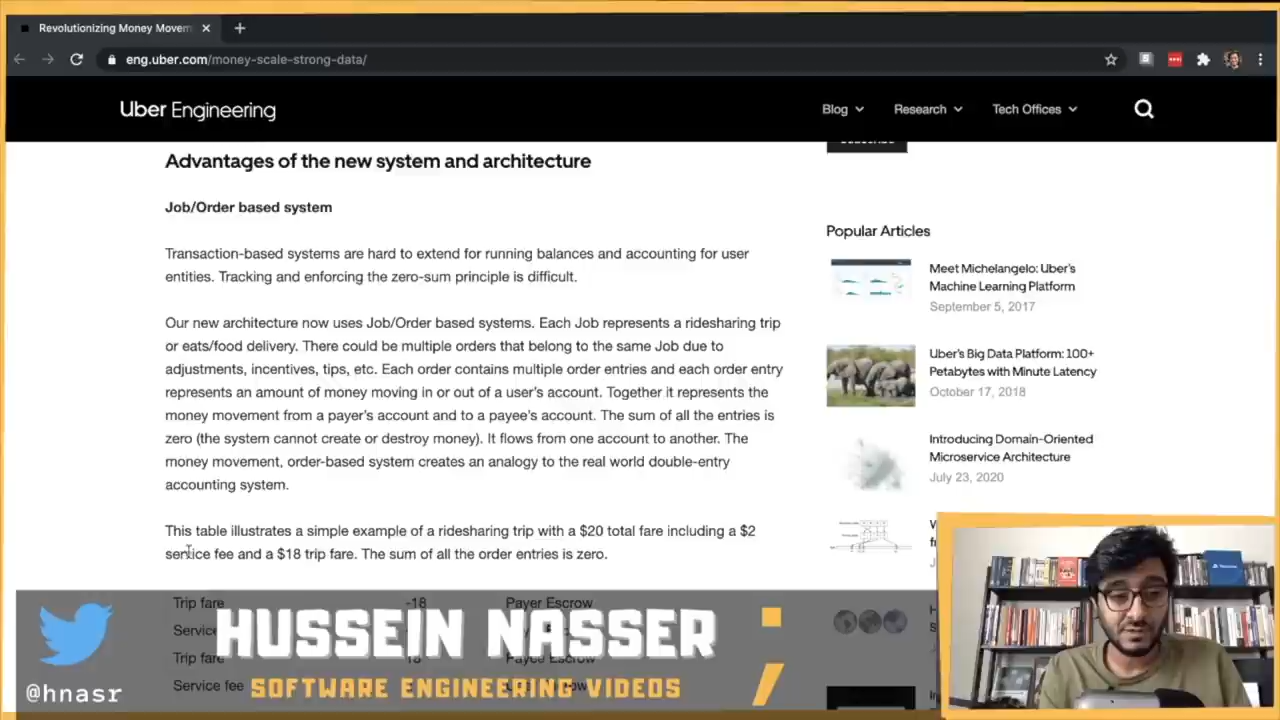 Revolutionizing Money Movem
eng.uber.com/money-scale-strong-data/
Uber Engineering
Blog
Research
Tech Offices
Advantages of the new system and architecture
Job/Order based system
Transaction-based systems are hard to extend for running balances and accounting for user
entities. Tracking and enforcing the zero-sum principle is difficult.
Our new architecture now uses Job/Order based systems. Each Job represents a ridesharing trip
or eats/food delivery. There could be multiple orders that belong to the same Job due to
adjustments, incentives, tips, etc. Each order contains multiple order entries and each order entry
represents an amount of money moving in or out of a user's account. Together it represents the
money movement from a payer's account and to a payee's account. The sum of all the entries is
zero (the system cannot create or destroy money). It flows from one account to another. The
money movement, order-based system creates an analogy to the real world double-entry
accounting system.
This table illustrates a simple example of a ridesharing trip with a $20 total fare including a $2
service fee and a $18 trip fare. The sum of all the order entries is zero.
Trip fare -18 Payer Escrow
Service
Trip fare 18 Payee Escrow
Service fee
Popular Articles
Meet Michelangelo: Uber's
Machine Learning Platform
September 5, 2017
Uber's Big Data Platform: 100+
Petabytes with Minute Latency
October 17, 2018
Introducing Domain-Oriented
Microservice Architecture
July 23, 2020
HUSSEIN NASSER ;
SOFTWARE ENGINEERING VIDEOS
@hnasr